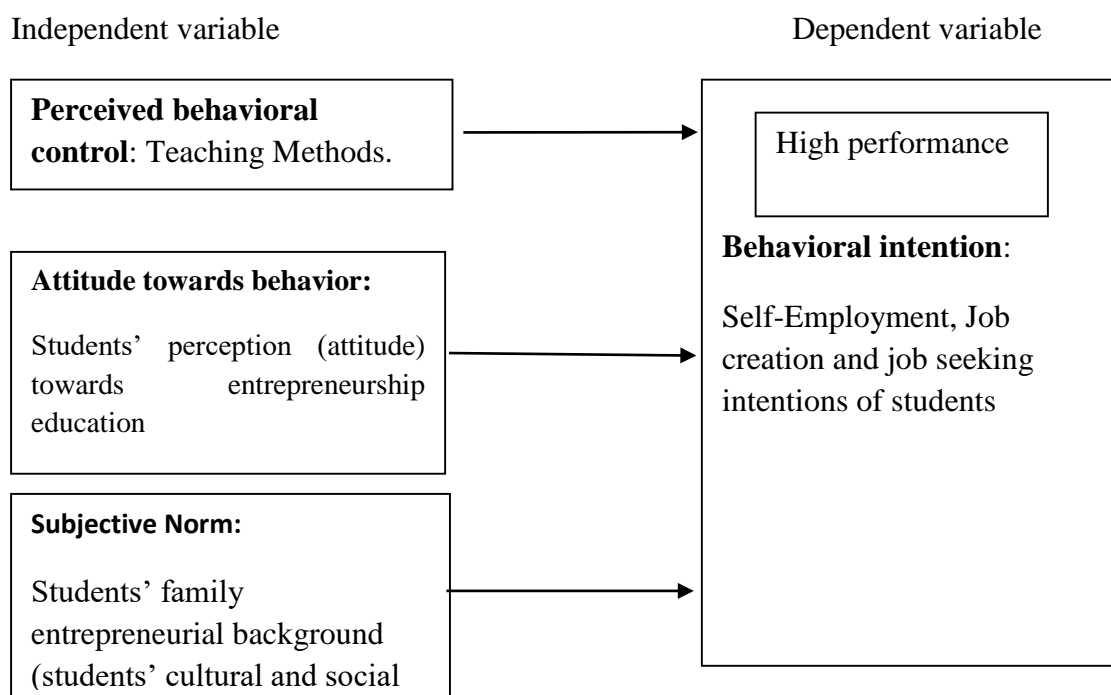 Independent variable
Dependent variable
Perceived behavioral
control: Teaching Methods.
High performance
Attitude towards behavior:
Students’ perception (attitude)
towards entrepreneurship
education
Behavioral intention:
Self-Employment, Job
creation and job seeking
intentions of students
Subjective Norm:
Students’ family
entrepreneurial background
(students’ cultural and social